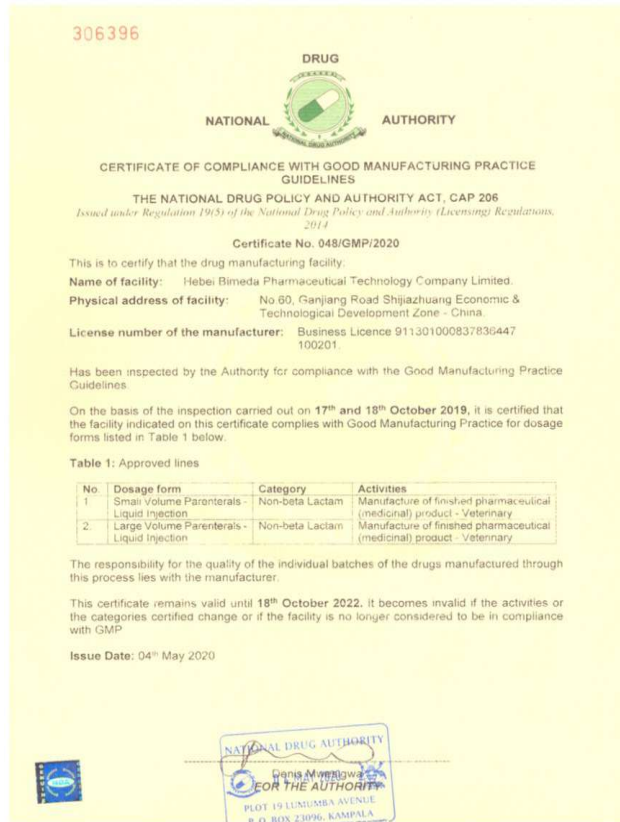 306396
DRUG
NATIONAL AUTHORITY
NATIONAL DRUG AUTHORITY
CERTIFICATE OF COMPLIANCE WITH GOOD MANUFACTURING PRACTICE
GUIDELINES
THE NATIONAL DRUG POLICY AND AUTHORITY ACT, CAP 206
Issued under Regulation 19(5) of the National Drug Policy and Authority (Licensing) Regulations,
2014
Certificate No. 048/GMP/2020
This is to certify that the drug manufacturing facility:
Name of facility: Hebei Bimeda Pharmaceutical Technology Company Limited.
Physical address of facility: No.60, Ganjiang Road Shijiazhuang Economic &
Technological Development Zone - China.
License number of the manufacturer: Business Licence 911301000837836447
100201.
Has been inspected by the Authority for compliance with the Good Manufacturing Practice
Guidelines.
On the basis of the inspection carried out on 17th and 18th October 2019, it is certified that
the facility indicated on this certificate complies with Good Manufacturing Practice for dosage
forms listed in Table 1 below.
Table 1: Approved lines
No. Dosage form Category Activities
1. Small Volume Parenterals - Non-beta Lactam Manufacture of finished pharmaceutical
Liquid Injection (medicinal) product - Veterinary
2. Large Volume Parenterals - Non-beta Lactam Manufacture of finished pharmaceutical
Liquid Injection (medicinal) product - Veterinary
The responsibility for the quality of the individual batches of the drugs manufactured through
this process lies with the manufacturer.
This certificate remains valid until 18th October 2022. It becomes invalid if the activities or
the categories certified change or if the facility is no longer considered to be in compliance
with GMP
Issue Date: 04th May 2020
NATIONAL DRUG AUTHORITY
Denis Mwesigwa
FOR THE AUTHORITY
PLOT 19 LUMUMBA AVENUE
P. O. BOX 23096, KAMPALA